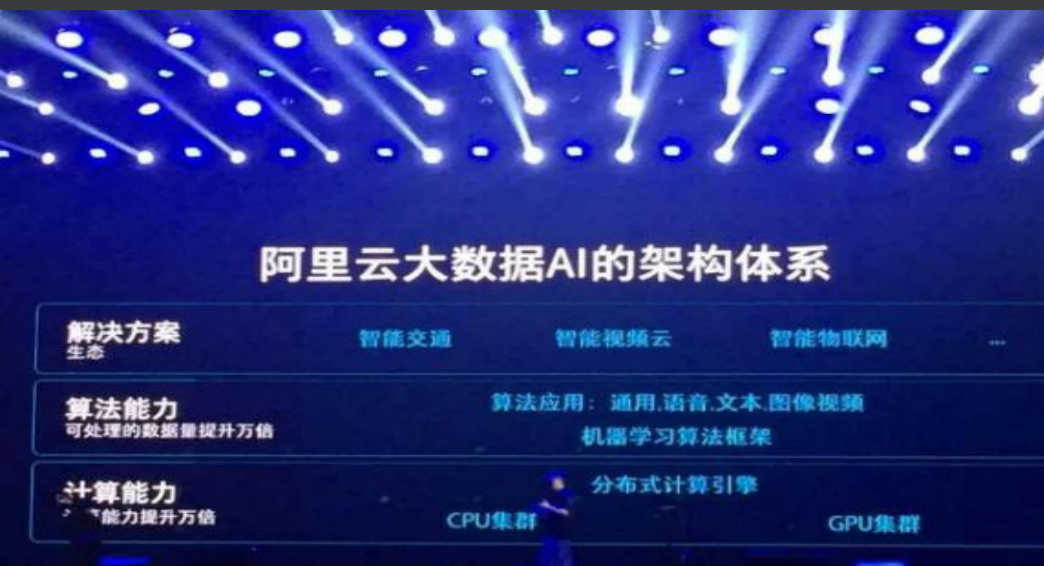 阿里云大数据AI的架构体系
解决方案
生态
智能交通 智能视频云 智能物联网 ...
算法能力
可处理的数据量提升万倍
算法应用：通用,语音,文本,图像视频
机器学习算法框架
计算能力
能力提升万倍
分布式计算引擎
CPU集群 GPU集群